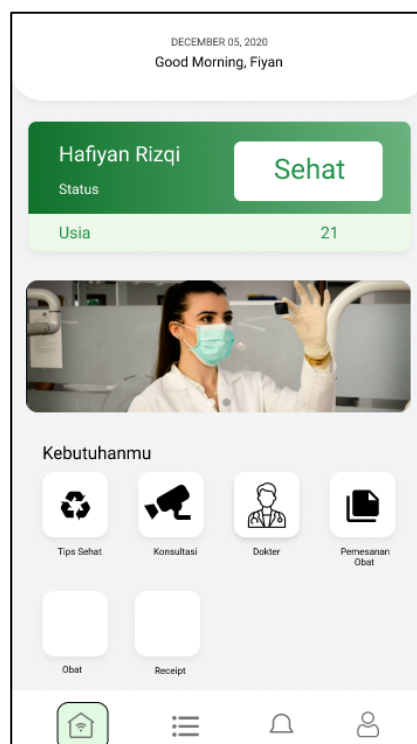 DECEMBER 05, 2020
Good Morning, Fiyan
Hafiyan Rizqi
Sehat
Status
Usia
21
Kebutuhanmu
Tips Sehat
Konsultasi
Dokter
Pemesanan
Obat
Obat
Receipt